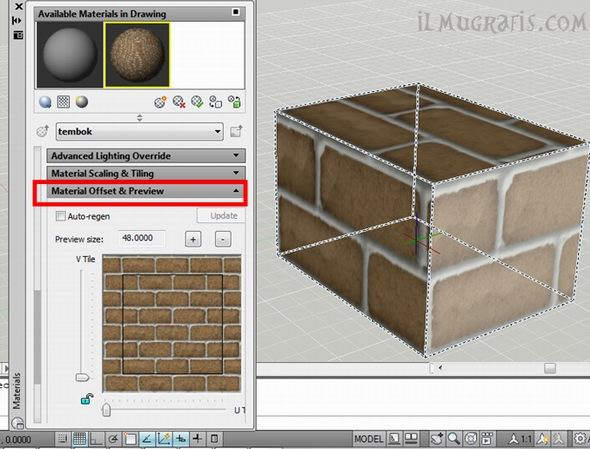 Available Materials in Drawing
iLMUGRAFIS.COM
tembok
Advanced Lighting Override
Material Scaling & Tiling
Material Offset & Preview
Auto-regen
Update
Preview size:
48.0000
+
-
V Tile
U T
Materials
, 0.0000
MODEL
1:1